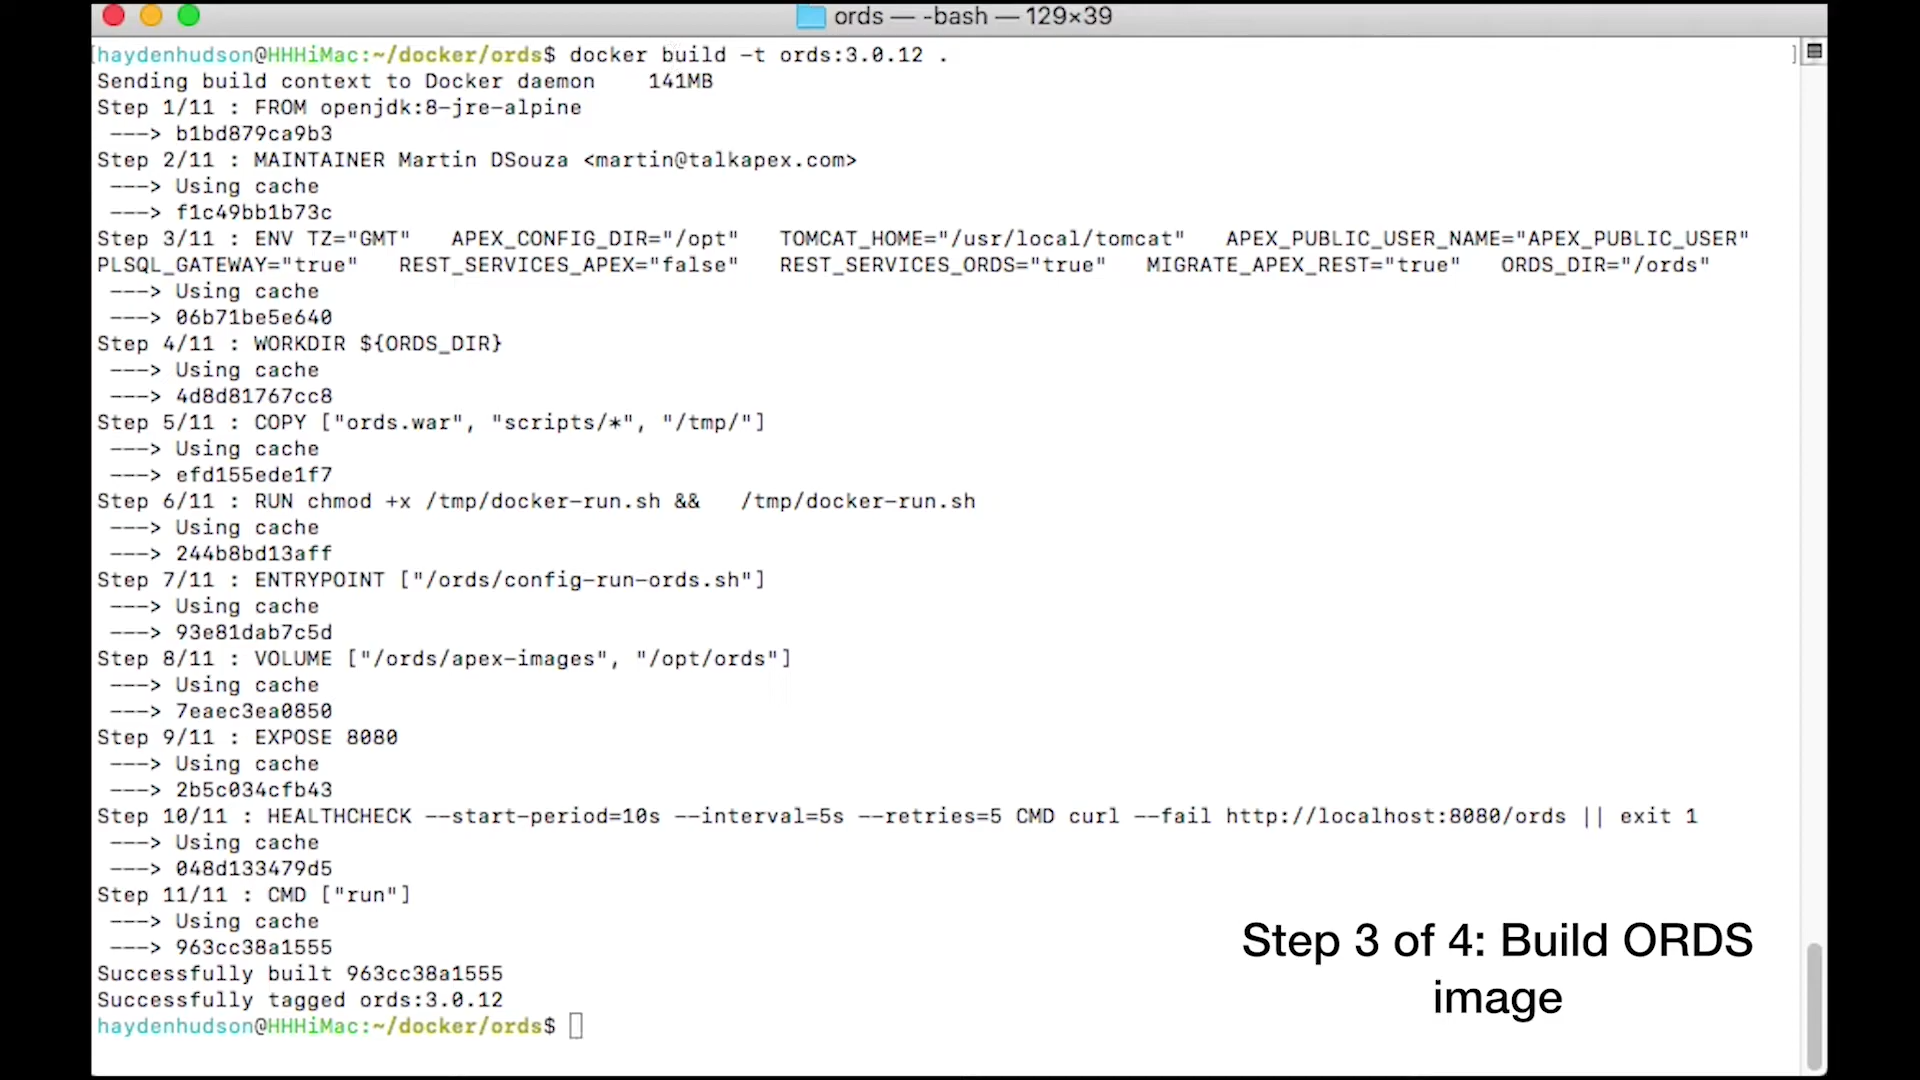 ords — -bash — 129×39
[haydenhudson@HHHiMac:~/docker/ords$ docker build -t ords:3.0.12 . ]
Sending build context to Docker daemon    141MB
Step 1/11 : FROM openjdk:8-jre-alpine
 ---> b1bd879ca9b3
Step 2/11 : MAINTAINER Martin DSouza <martin@talkapex.com>
 ---> Using cache
 ---> f1c49bb1b73c
Step 3/11 : ENV TZ="GMT"   APEX_CONFIG_DIR="/opt"   TOMCAT_HOME="/usr/local/tomcat"   APEX_PUBLIC_USER_NAME="APEX_PUBLIC_USER"
PLSQL_GATEWAY="true"   REST_SERVICES_APEX="false"   REST_SERVICES_ORDS="true"   MIGRATE_APEX_REST="true"   ORDS_DIR="/ords"
 ---> Using cache
 ---> 06b71be5e640
Step 4/11 : WORKDIR ${ORDS_DIR}
 ---> Using cache
 ---> 4d8d81767cc8
Step 5/11 : COPY ["ords.war", "scripts/*", "/tmp/"]
 ---> Using cache
 ---> efd155ede1f7
Step 6/11 : RUN chmod +x /tmp/docker-run.sh &&   /tmp/docker-run.sh
 ---> Using cache
 ---> 244b8bd13aff
Step 7/11 : ENTRYPOINT ["/ords/config-run-ords.sh"]
 ---> Using cache
 ---> 93e81dab7c5d
Step 8/11 : VOLUME ["/ords/apex-images", "/opt/ords"]
 ---> Using cache
 ---> 7eaec3ea0850
Step 9/11 : EXPOSE 8080
 ---> Using cache
 ---> 2b5c034cfb43
Step 10/11 : HEALTHCHECK --start-period=10s --interval=5s --retries=5 CMD curl --fail http://localhost:8080/ords || exit 1
 ---> Using cache
 ---> 048d133479d5
Step 11/11 : CMD ["run"]
 ---> Using cache
 ---> 963cc38a1555
Successfully built 963cc38a1555
Successfully tagged ords:3.0.12
haydenhudson@HHHiMac:~/docker/ords$
Step 3 of 4: Build ORDS
image